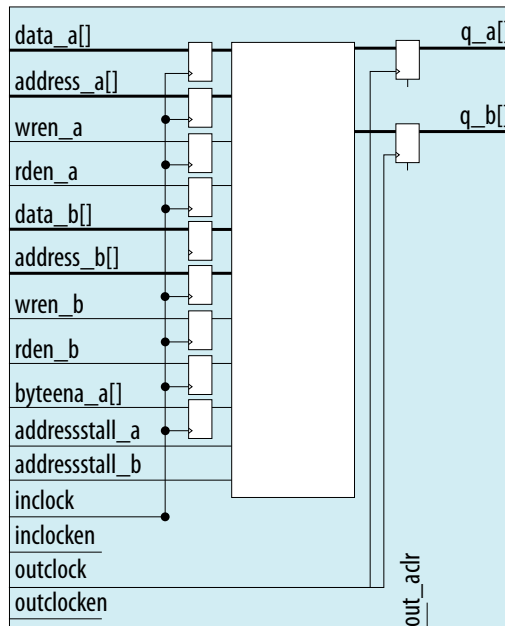 data_a[]
address_a[]
wren_a
rden_a
data_b[]
address_b[]
wren_b
rden_b
byteena_a[]
addressstall_a
addressstall_b
inclock
inclocken
outclock
outclocken
q_a[]
q_b[]
out_aclr